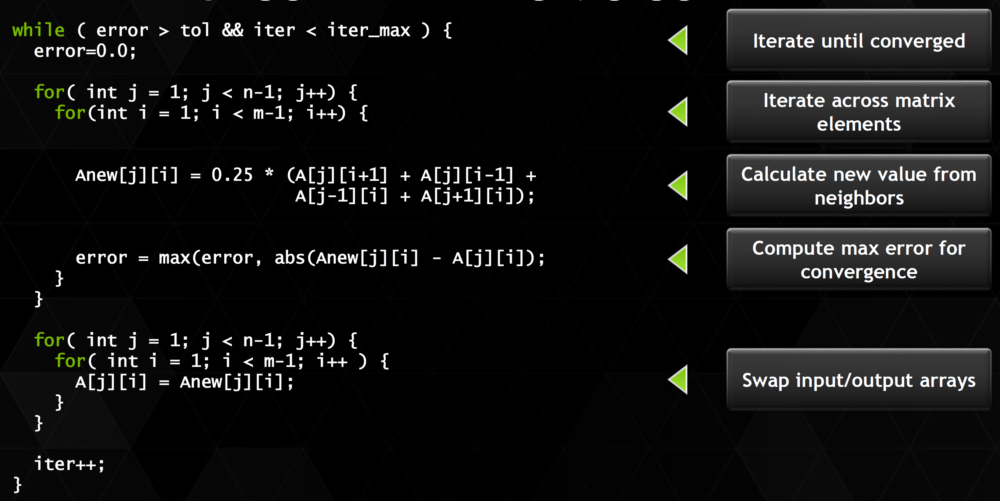 while ( error > tol && iter < iter_max ) {
error=0.0;
Iterate until converged
for( int j = 1; j < n-1; j++) {
for(int i = 1; i < m-1; i++) {
Iterate across matrix
elements
Anew[j][i] = 0.25 * (A[j][i+1] + A[j][i-1] +
A[j-1][i] + A[j+1][i]);
Calculate new value from
neighbors
error = max(error, abs(Anew[j][i] - A[j][i]);
}
}
Compute max error for
convergence
for( int j = 1; j < n-1; j++) {
for( int i = 1; i < m-1; i++ ) {
A[j][i] = Anew[j][i];
}
}
Swap input/output arrays
iter++;
}